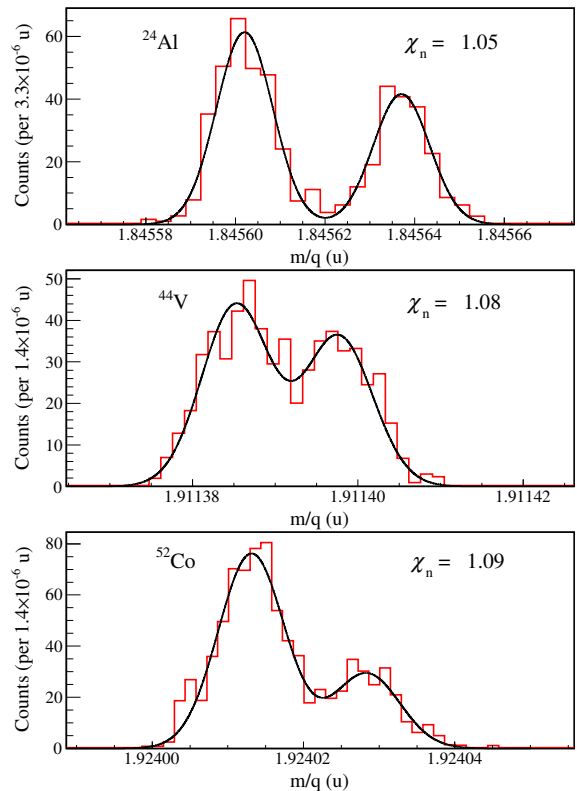 ²⁴Al χₙ = 1.05
Counts (per 3.3×10⁻⁶ u)
60
40
20
0
1.84558 1.84560 1.84562 1.84564 1.84566
m/q (u)
⁴⁴V χₙ = 1.08
Counts (per 1.4×10⁻⁶ u)
50
40
30
20
10
0
1.91138 1.91140 1.91142
m/q (u)
⁵²Co χₙ = 1.09
Counts (per 1.4×10⁻⁶ u)
80
60
40
20
0
1.92400 1.92402 1.92404
m/q (u)